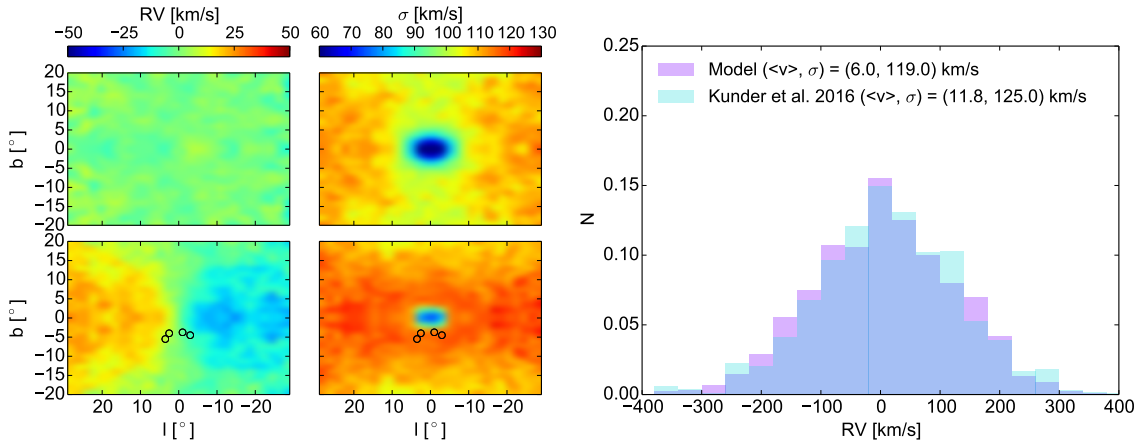 RV [km/s]
−50 −25 0 25 50
σ [km/s]
60 70 80 90 100 110 120 130
b [°]
20
15
10
5
0
−5
−10
−15
−20
b [°]
20
15
10
5
0
−5
−10
−15
−20
20 10 0 −10 −20
l [°]
20 10 0 −10 −20
l [°]
Model (<v>, σ) = (6.0, 119.0) km/s
Kunder et al. 2016 (<v>, σ) = (11.8, 125.0) km/s
N
0.25
0.20
0.15
0.10
0.05
0.00
−400 −300 −200 −100 0 100 200 300 400
RV [km/s]